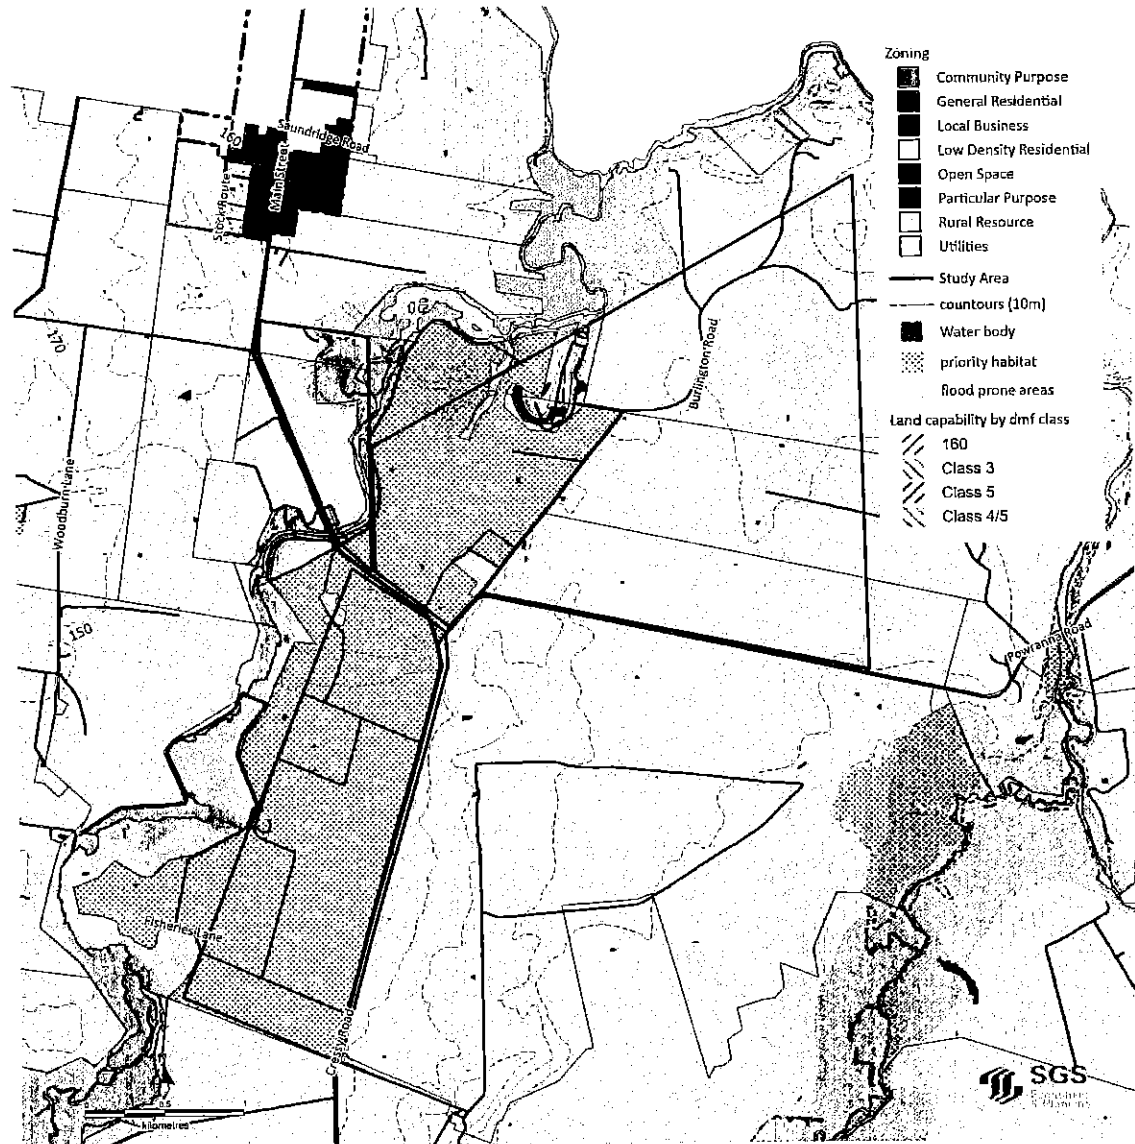 Zoning
Community Purpose
General Residential
Local Business
Low Density Residential
Open Space
Particular Purpose
Rural Resource
Utilities
Study Area
countours (10m)
Water body
priority habitat
flood prone areas
Land capability by dmf class
160
Class 3
Class 5
Class 4/5
160
Saundridge Road
Main Street
Stock Route
170
Woodburn Lane
Burlington Road
150
Powranna Road
Fisheries Lane
Cressy Road
kilometres
SGS